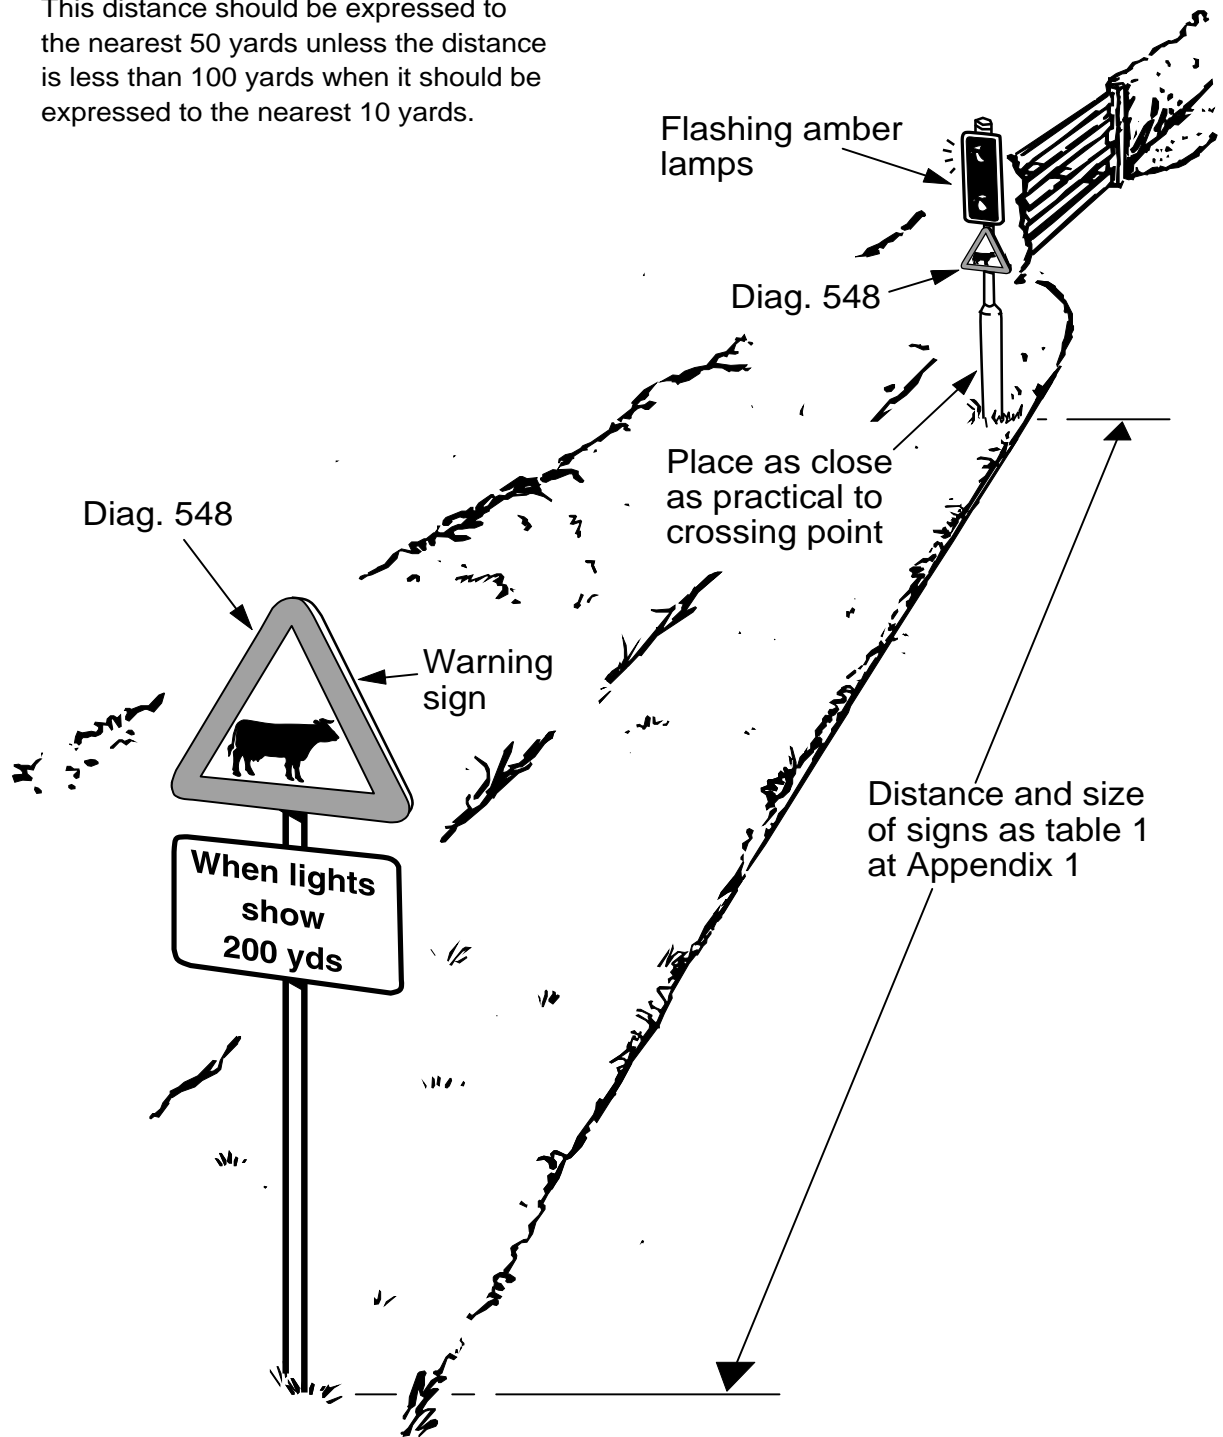 This distance should be expressed to
the nearest 50 yards unless the distance
is less than 100 yards when it should be
expressed to the nearest 10 yards.
Flashing amber
lamps
Diag. 548
Place as close
as practical to
crossing point
Diag. 548
Warning
sign
Distance and size
of signs as table 1
at Appendix 1
When lights
show
200 yds